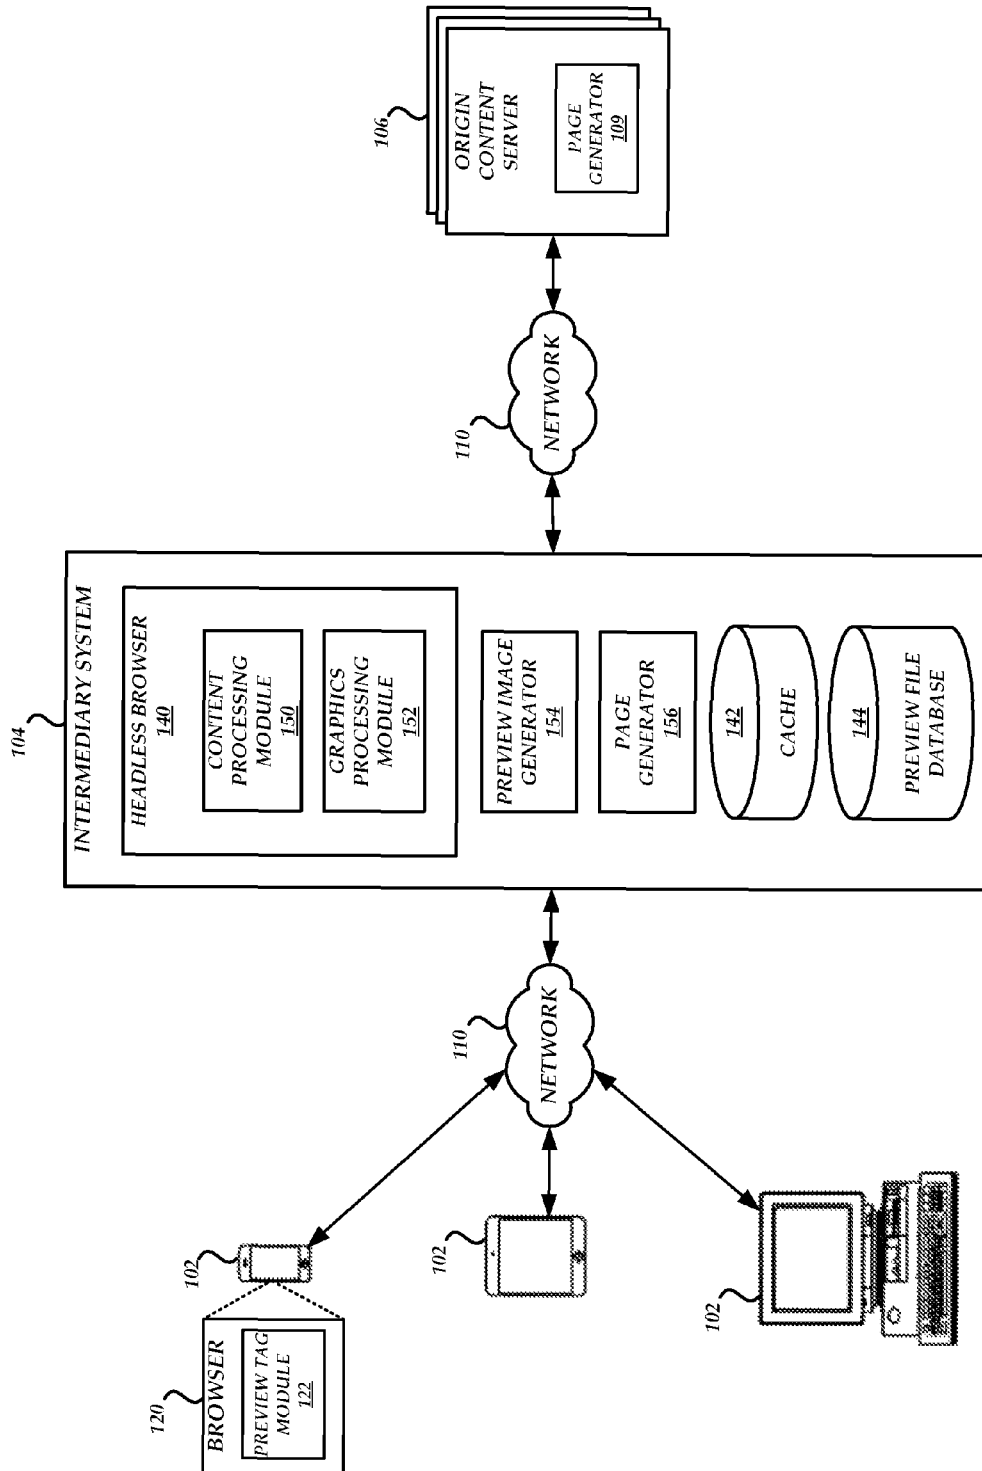 120
BROWSER
PREVIEW TAG
MODULE
122
102
102
102
110
NETWORK
104
INTERMEDIARY SYSTEM
HEADLESS BROWSER
140
CONTENT
PROCESSING
MODULE
150
GRAPHICS
PROCESSING
MODULE
152
PREVIEW IMAGE
GENERATOR
154
PAGE
GENERATOR
156
142
CACHE
144
PREVIEW FILE
DATABASE
110
NETWORK
106
ORIGIN
CONTENT
SERVER
PAGE
GENERATOR
109